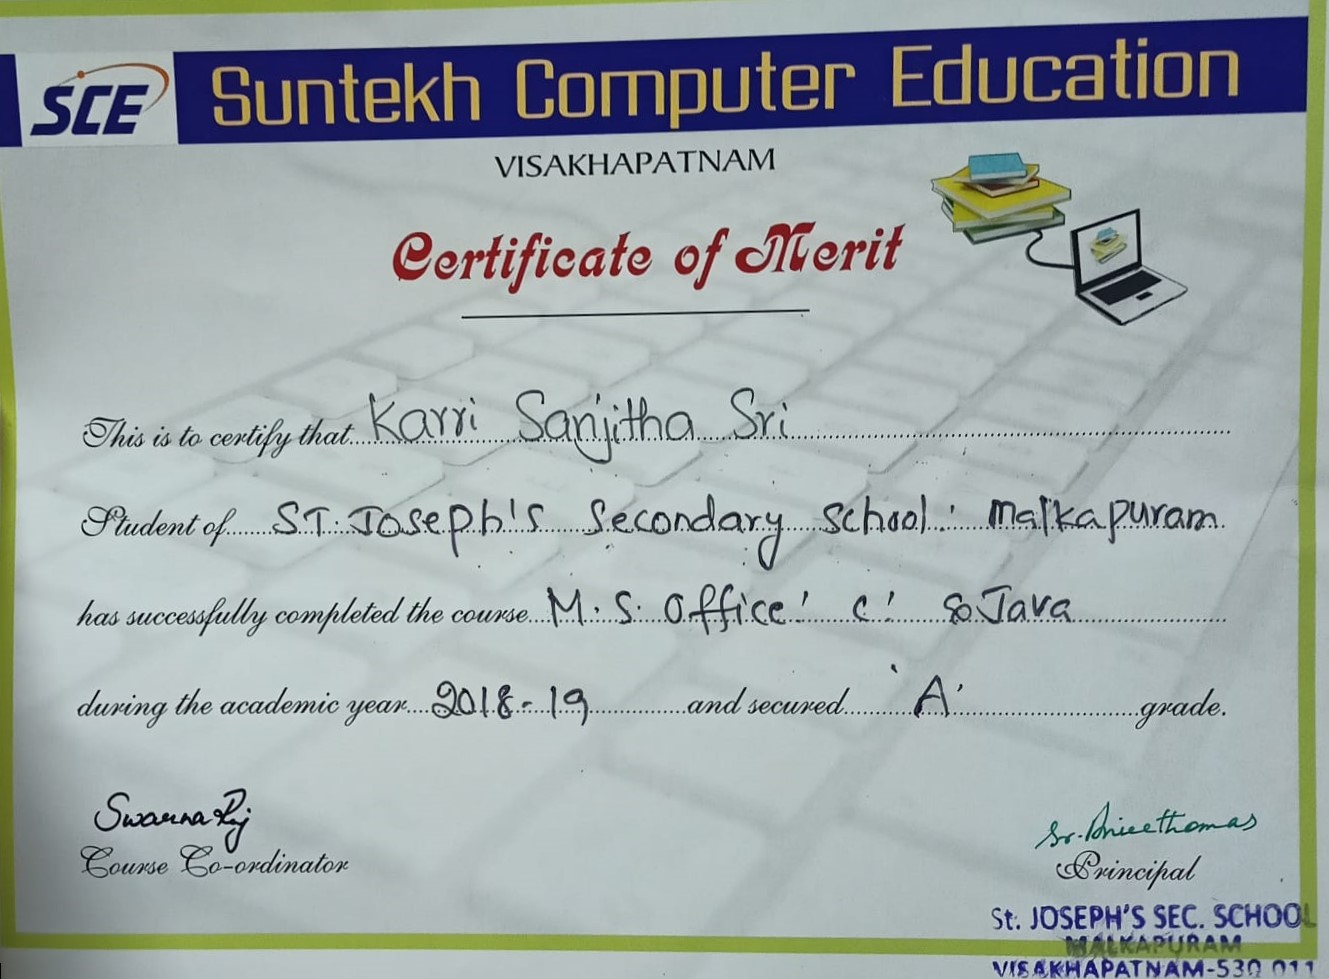 SCE Suntekh Computer Education
VISAKHAPATNAM
Certificate of Merit
This is to certify that Karri Sanjitha Sri
Student of ST. Joseph's Secondary school. Malkapuram
has successfully completed the course M.S. Office' C' & Java
during the academic year 2018-19 and secured 'A' grade.
Swarna Raj
Course Co-ordinator
Sr.
Principal
St. JOSEPH'S SEC. SCHOOL
MALKAPURAM
VISAKHAPATNAM-530 011